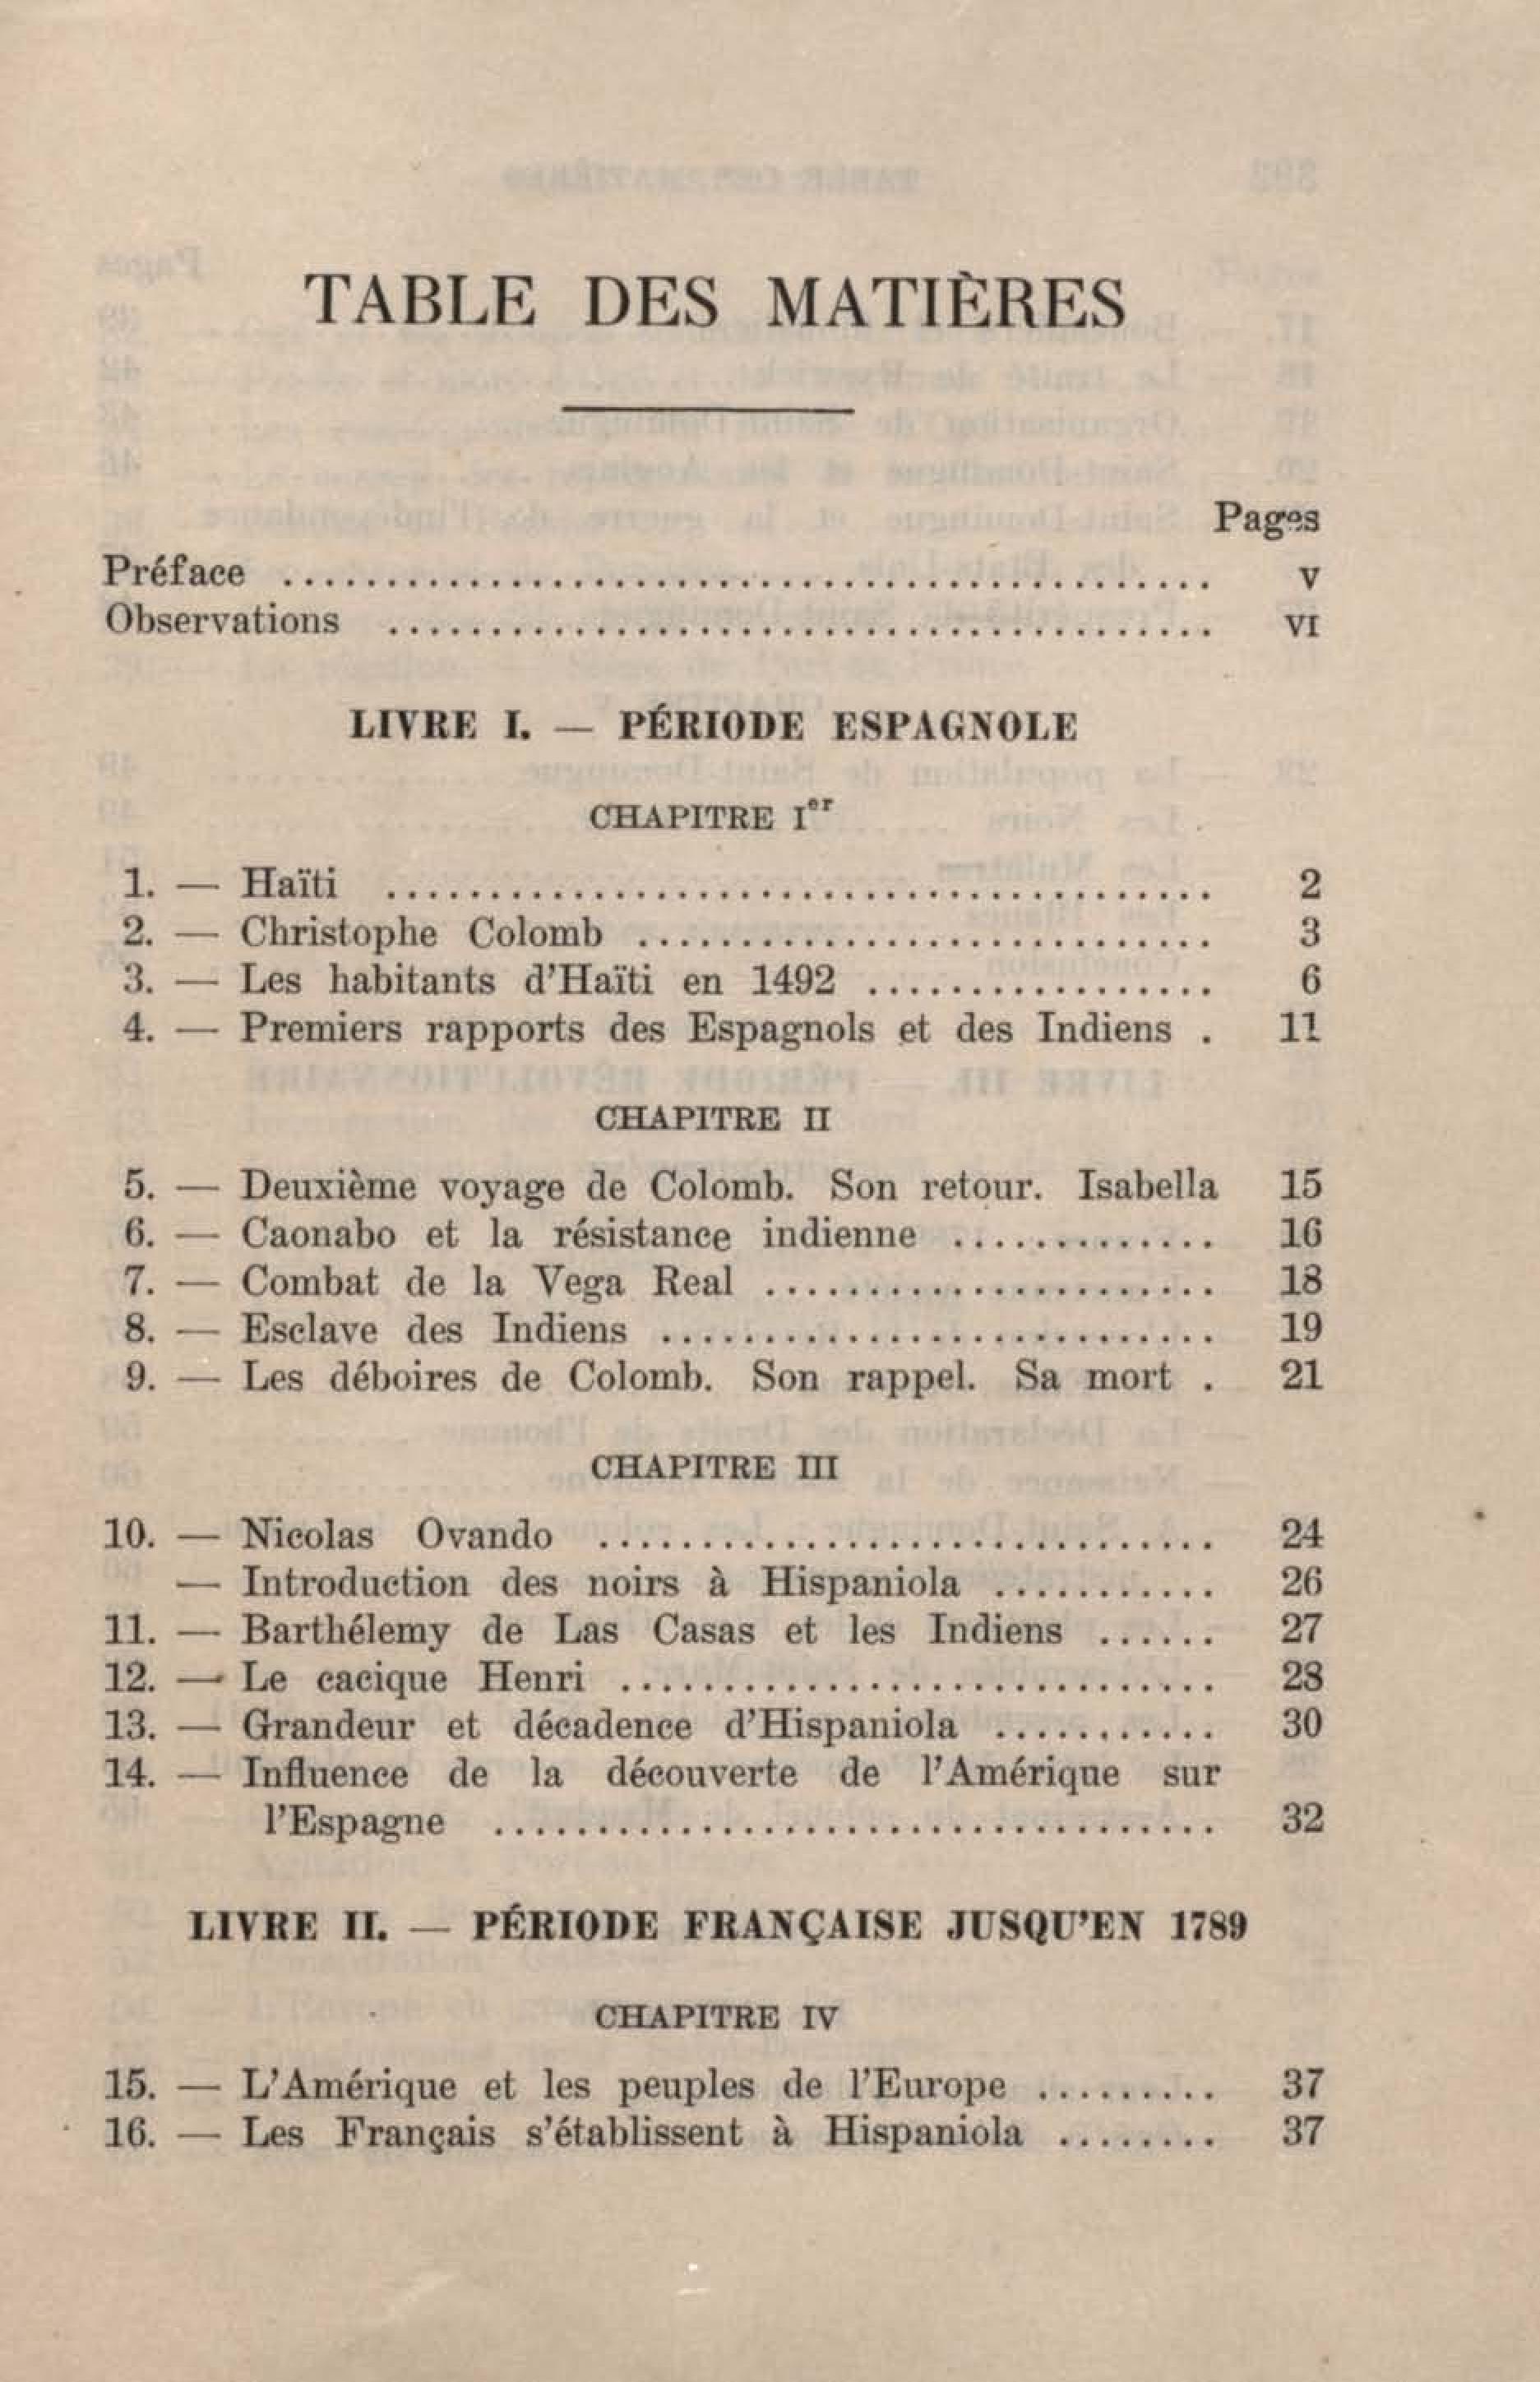 TABLE DES MATIÈRES
Pages
Préface ............................................. V
Observations ........................................ VI
LIVRE I. — PÉRIODE ESPAGNOLE
CHAPITRE Ier
1. — Haïti ........................................ 2
2. — Christophe Colomb ............................ 3
3. — Les habitants d'Haïti en 1492 ................. 6
4. — Premiers rapports des Espagnols et des Indiens . 11
CHAPITRE II
5. — Deuxième voyage de Colomb. Son retour. Isabella 15
6. — Caonabo et la résistance indienne ............. 16
7. — Combat de la Vega Real ...................... 18
8. — Esclave des Indiens ........................... 19
9. — Les déboires de Colomb. Son rappel. Sa mort . 21
CHAPITRE III
10. — Nicolas Ovando .............................. 24
— Introduction des noirs à Hispaniola ........... 26
11. — Barthélemy de Las Casas et les Indiens ...... 27
12. — Le cacique Henri ............................. 28
13. — Grandeur et décadence d'Hispaniola ........... 30
14. — Influence de la découverte de l'Amérique sur
l'Espagne ................................... 32
LIVRE II. — PÉRIODE FRANÇAISE JUSQU'EN 1789
CHAPITRE IV
15. — L'Amérique et les peuples de l'Europe ......... 37
16. — Les Français s'établissent à Hispaniola ........ 37